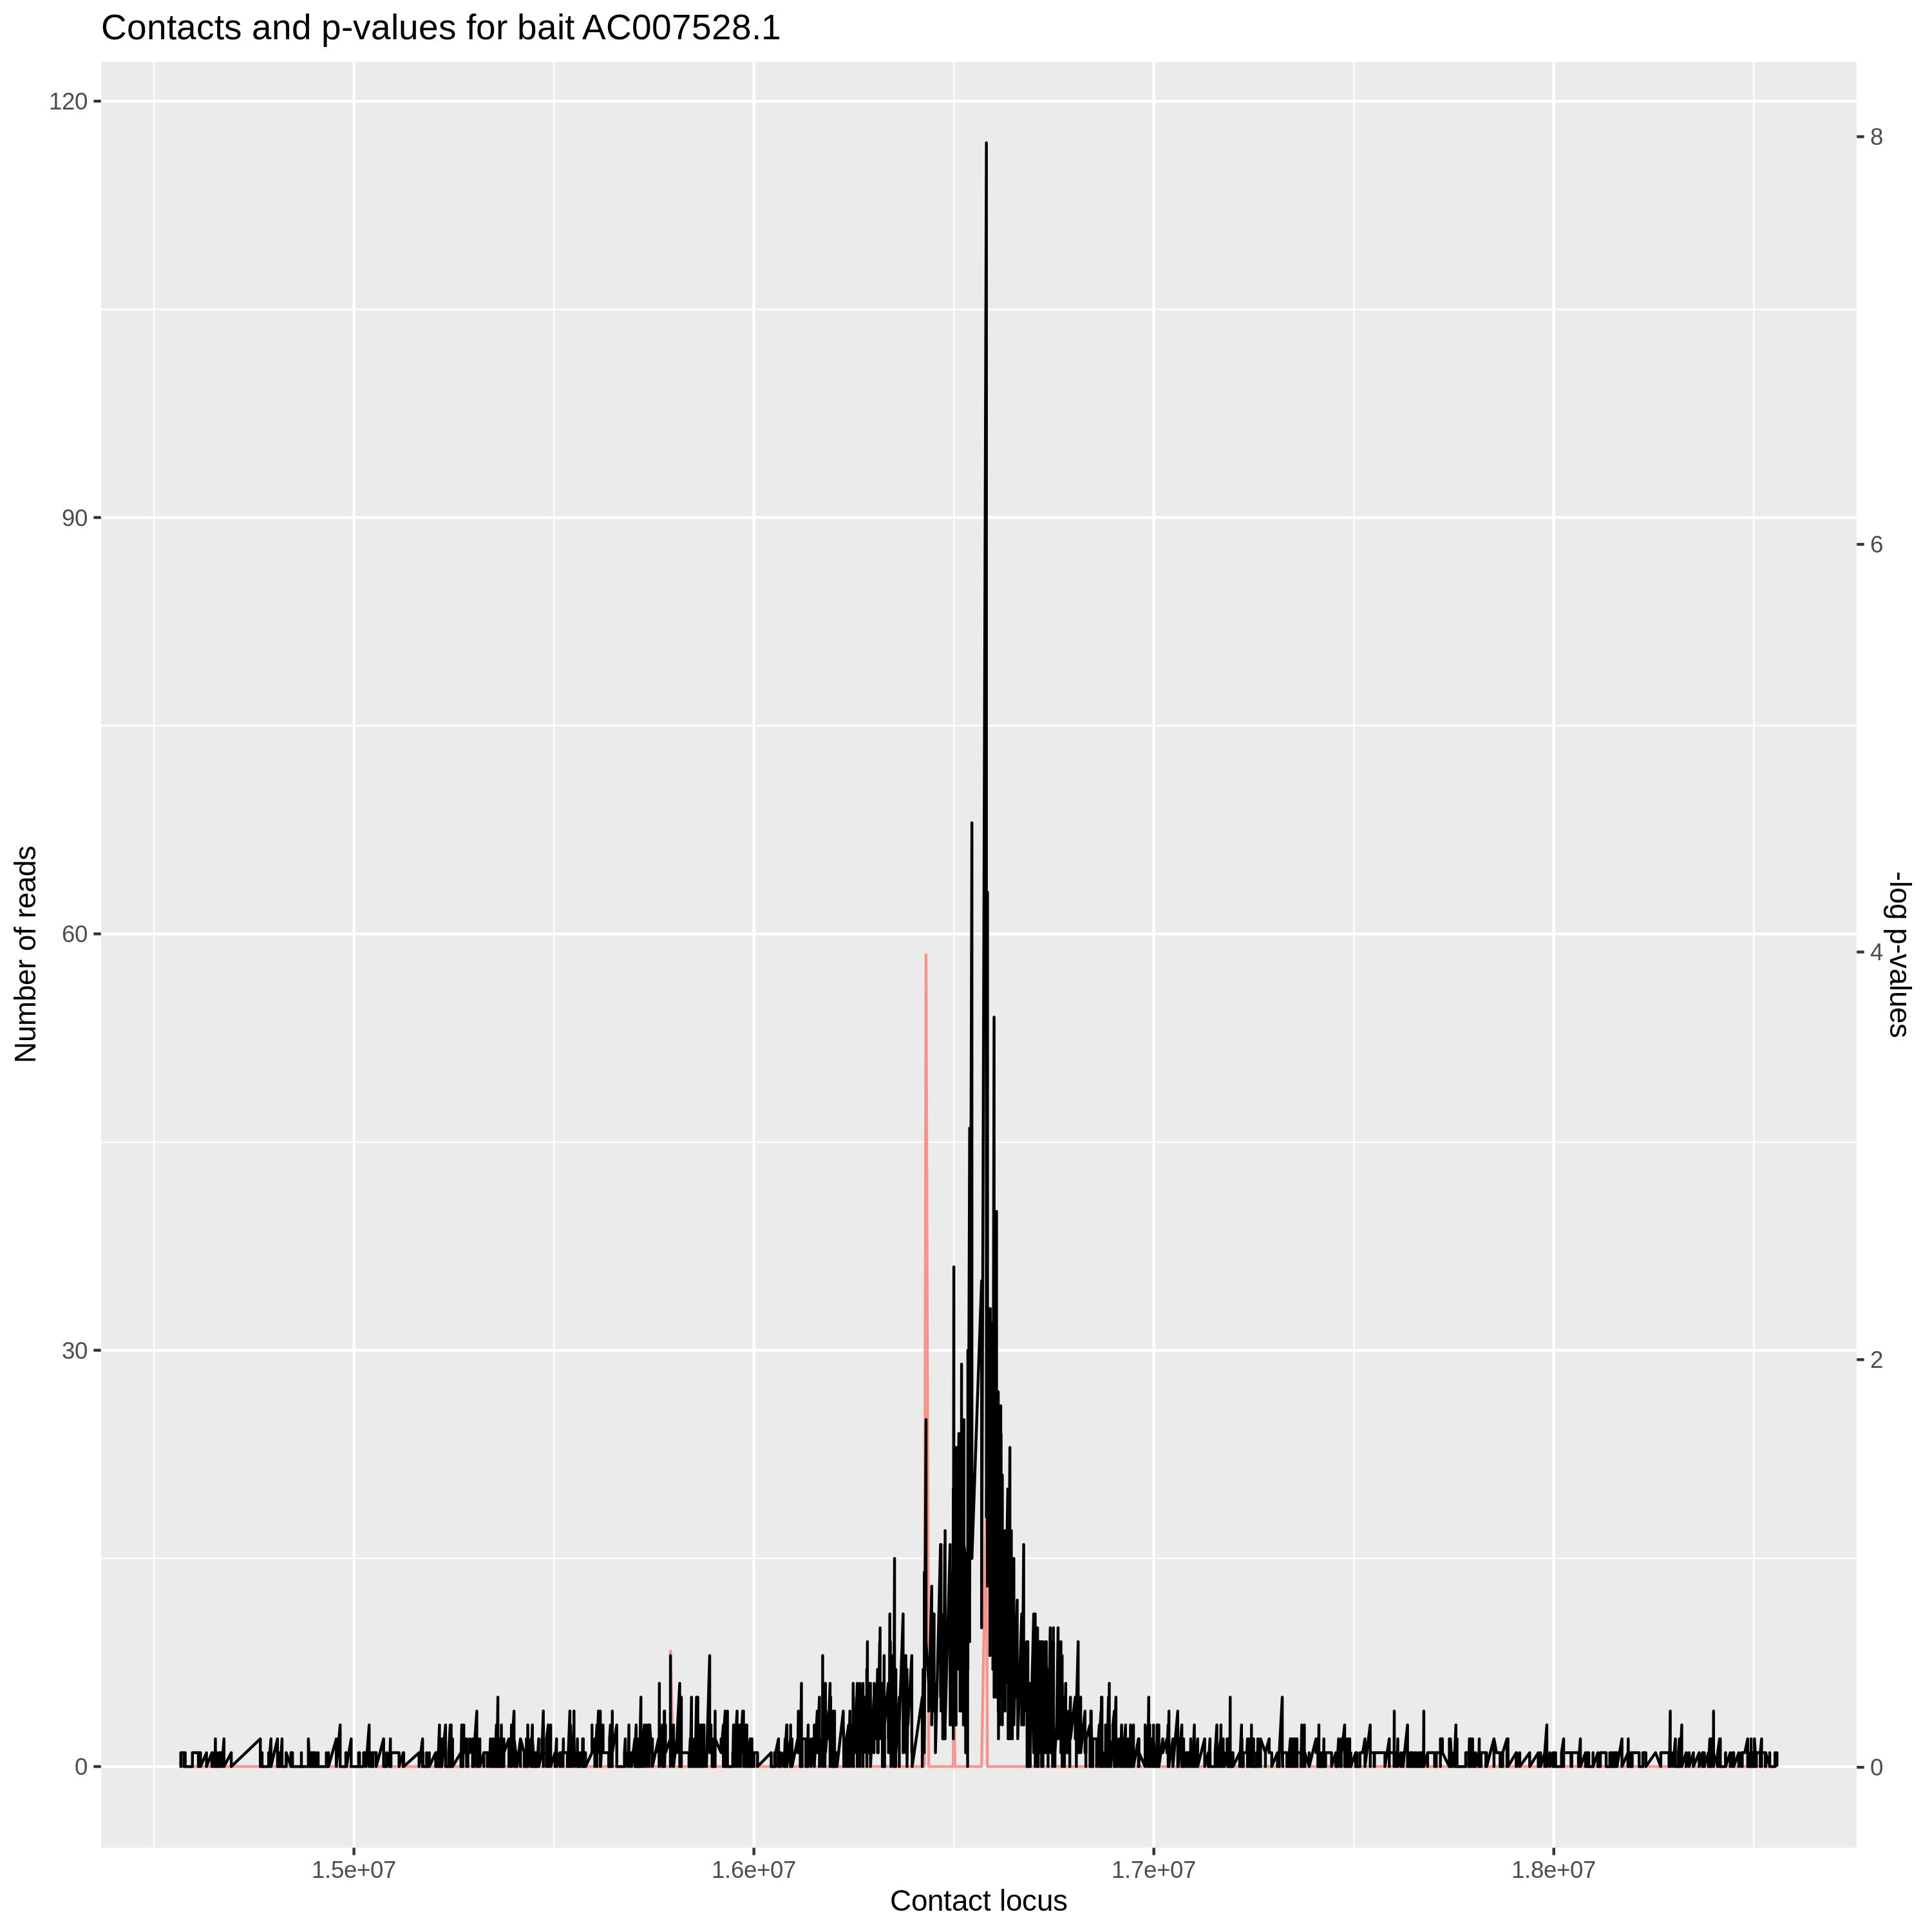 Contacts and p-values for bait AC007528.1
120
90
60
30
0
Number of reads
8
6
4
2
0
-log p-values
1.5e+07
1.6e+07
1.7e+07
1.8e+07
Contact locus